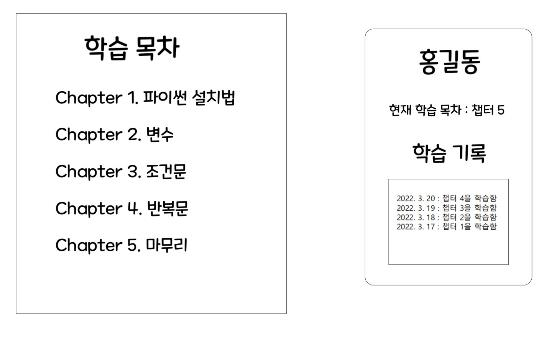 학습 목차
Chapter 1. 파이썬 설치법
Chapter 2. 변수
Chapter 3. 조건문
Chapter 4. 반복문
Chapter 5. 마무리
홍길동
현재 학습 목차 : 챕터 5
학습 기록
2022. 3. 20 : 챕터 4을 학습함
2022. 3. 19 : 챕터 3을 학습함
2022. 3. 18 : 챕터 2을 학습함
2022. 3. 17 : 챕터 1을 학습함